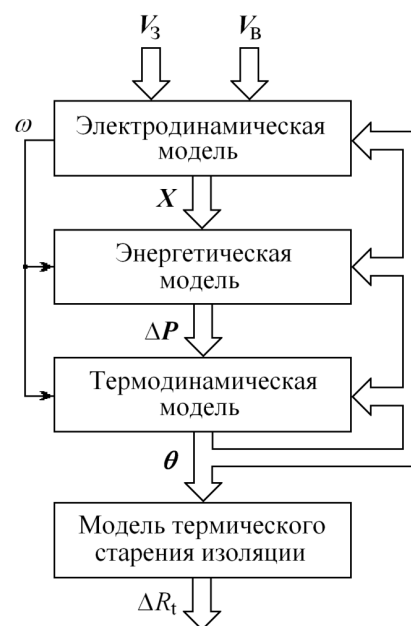 V_З V_В
ω
Электродинамическая
модель
X
Энергетическая
модель
ΔP
Термодинамическая
модель
θ
Модель термического
старения изоляции
ΔR_t